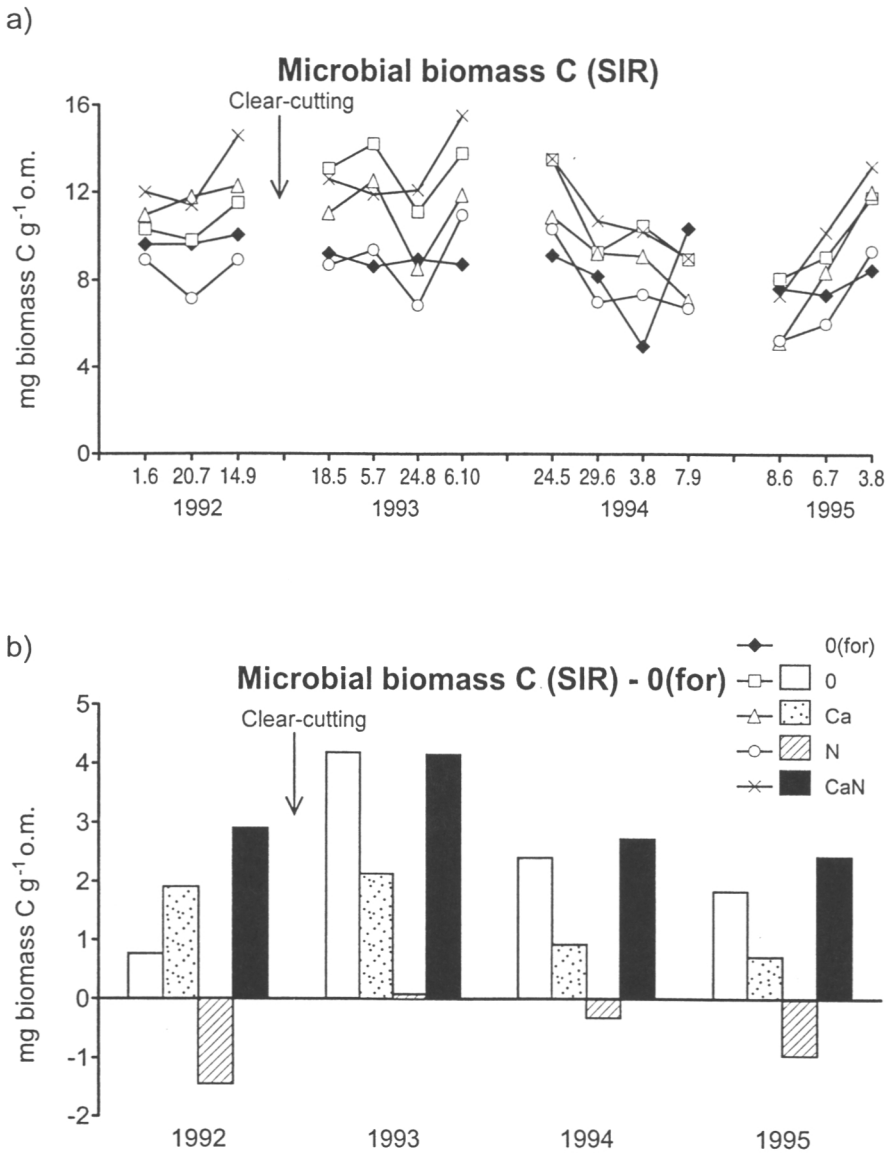 a)
Microbial biomass C (SIR)
Clear-cutting
mg biomass C g⁻¹ o.m.
16
12
8
4
0
1.6 20.7 14.9 18.5 5.7 24.8 6.10 24.5 29.6 3.8 7.9 8.6 6.7 3.8
1992 1993 1994 1995
b)
Microbial biomass C (SIR) - 0(for)
Clear-cutting
0(for)
0
Ca
N
CaN
mg biomass C g⁻¹ o.m.
5
4
3
2
1
0
-1
-2
1992 1993 1994 1995